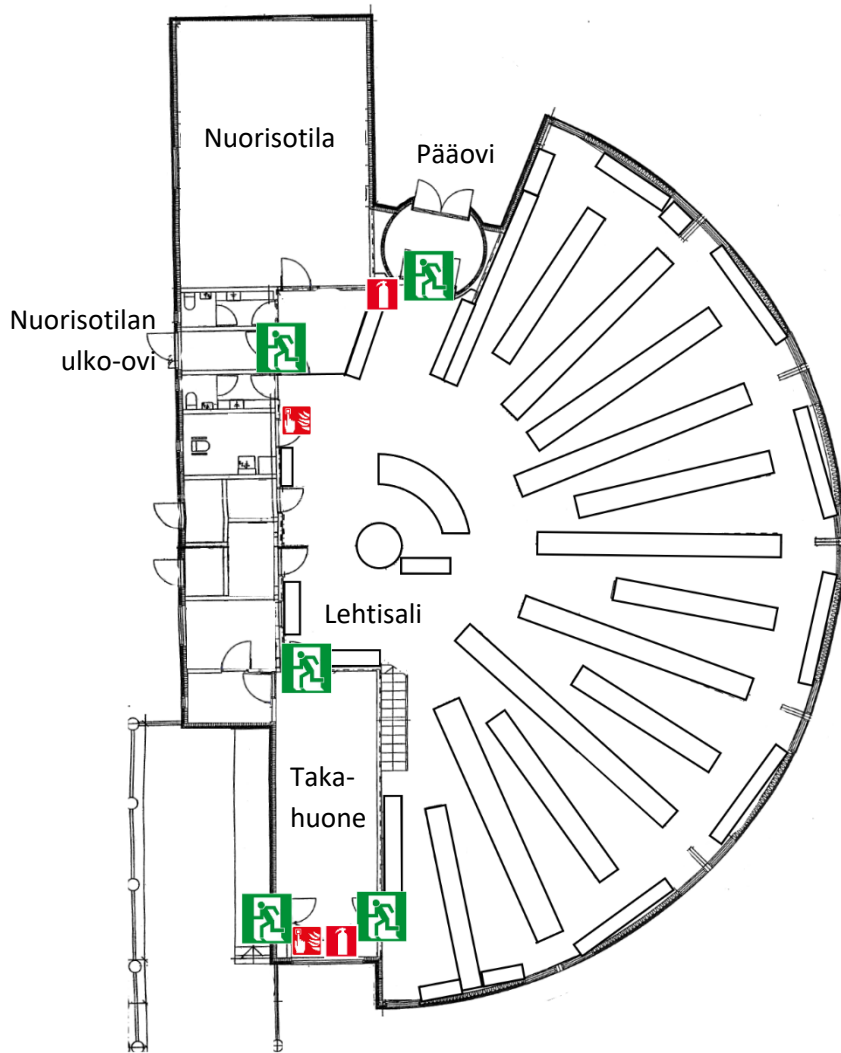 Nuorisotila
Pääovi
Nuorisotilan
ulko-ovi
Lehtisali
Taka-
huone